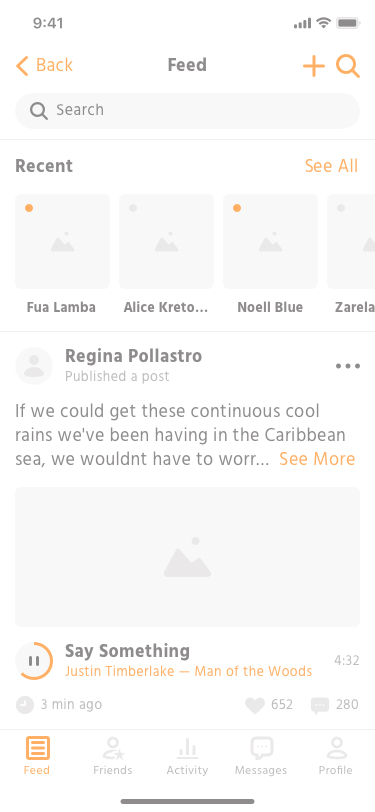 9:41
Back
Feed
Search
Recent
See All
Fua Lamba
Alice Kreto...
Noell Blue
Zarela
Regina Pollastro
Published a post
If we could get these continuous cool
rains we've been having in the Caribbean
sea, we wouldnt have to worr... See More
Say Something
4:32
Justin Timberlake — Man of the Woods
3 min ago
652
280
Feed
Friends
Activity
Messages
Profile